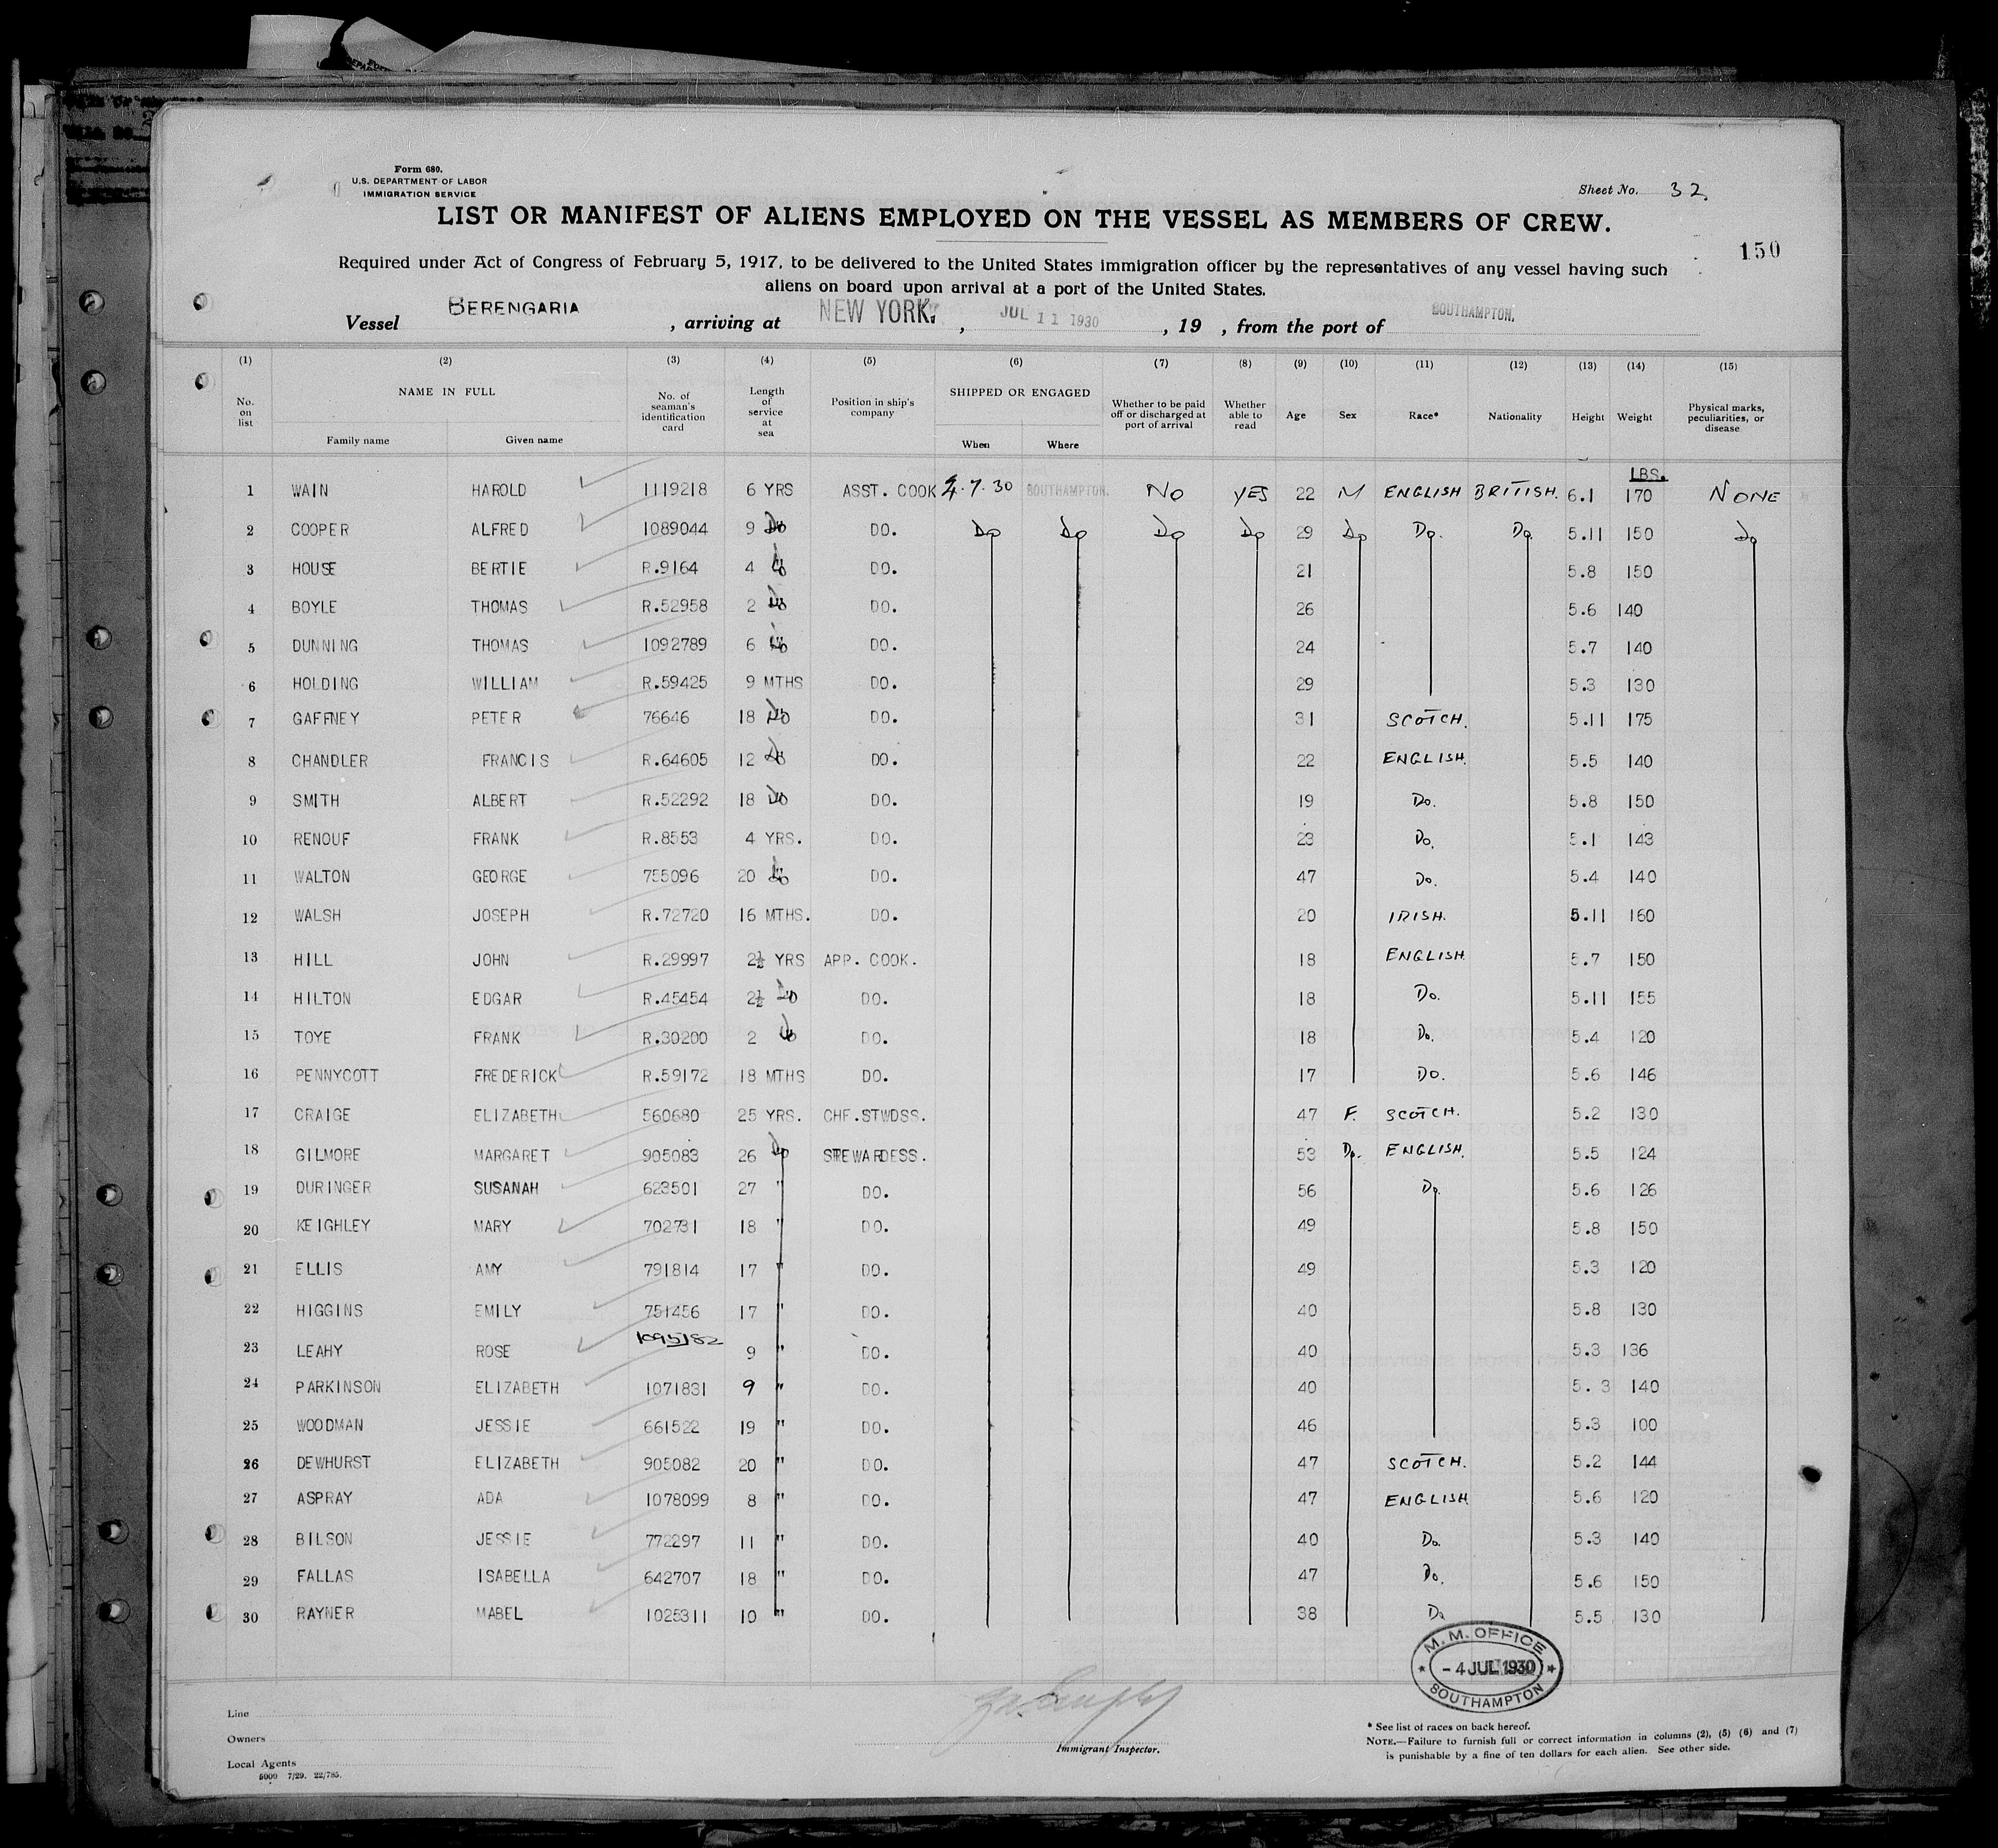 Form 680.
U.S. DEPARTMENT OF LABOR
IMMIGRATION SERVICE
Sheet No. 32.
LIST OR MANIFEST OF ALIENS EMPLOYED ON THE VESSEL AS MEMBERS OF CREW.
150
Required under Act of Congress of February 5, 1917, to be delivered to the United States immigration officer by the representatives of any vessel having such
aliens on board upon arrival at a port of the United States.
Vessel BERENGARIA, arriving at NEW YORK, JUL 11 1930, 19 , from the port of SOUTHAMPTON.
(1) (2) (3) (4) (5) (6) (7) (8) (9) (10) (11) (12) (13) (14) (15)
No. on list NAME IN FULL Family name Given name No. of seaman's identification card Length of service at sea Position in ship's company SHIPPED OR ENGAGED When Where Whether to be paid off or discharged at port of arrival Whether able to read Age Sex Race* Nationality Height Weight Physical marks, peculiarities, or disease
LBS.
1 WAIN HAROLD 1119218 6 YRS ASST. COOK 4.7.30 SOUTHAMPTON. NO YES 22 M ENGLISH BRITISH. 6.1 170 NONE
2 COOPER ALFRED 1089044 9 Do DO. Do Do Do Do 29 Do Do. Do 5.11 150 Do
3 HOUSE BERTIE R.9164 4 Do DO. 21 5.8 150
4 BOYLE THOMAS R.52958 2 Do DO. 26 5.6 140
5 DUNNING THOMAS 1092789 6 Do DO. 24 5.7 140
6 HOLDING WILLIAM R.59425 9 MTHS DO. 29 5.3 130
7 GAFFNEY PETER 76646 18 Do DO. 31 SCOTCH. 5.11 175
8 CHANDLER FRANCIS R.64605 12 Do DO. 22 ENGLISH. 5.5 140
9 SMITH ALBERT R.52292 18 Do DO. 19 Do. 5.8 150
10 RENOUF FRANK R.8553 4 YRS. DO. 23 Do. 5.1 143
11 WALTON GEORGE 755096 20 Do DO. 47 Do. 5.4 140
12 WALSH JOSEPH R.72720 16 MTHS. DO. 20 IRISH. 5.11 160
13 HILL JOHN R.29997 2½ YRS APP. COOK. 18 ENGLISH. 5.7 150
14 HILTON EDGAR R.45454 2½ Do DO. 18 Do. 5.11 155
15 TOYE FRANK R.30200 2 Do DO. 18 Do. 5.4 120
16 PENNYCOTT FREDERICK R.59172 18 MTHS DO. 17 DO. 5.6 146
17 CRAIGE ELIZABETH 560680 25 YRS. CHF.STWDSS. 47 F. SCOTCH. 5.2 130
18 GILMORE MARGARET 905083 26 Do STREWARDESS. 53 Do. ENGLISH. 5.5 124
19 DURINGER SUSANAH 623501 27 " DO. 56 Do. 5.6 126
20 KEIGHLEY MARY 702731 18 " DO. 49 5.8 150
21 ELLIS AMY 791814 17 " DO. 49 5.3 120
22 HIGGINS EMILY 751456 17 " DO. 40 5.8 130
23 LEAHY ROSE 1095182 9 " DO. 40 5.3 136
24 PARKINSON ELIZABETH 1071831 9 " DO. 40 5.3 140
25 WOODMAN JESSIE 661522 19 " DO. 46 5.3 100
26 DEWHURST ELIZABETH 905082 20 " DO. 47 SCOTCH. 5.2 144
27 ASPRAY ADA 1078099 8 " DO. 47 ENGLISH 5.6 120
28 BILSON JESSIE 772297 11 " DO. 40 Do. 5.3 140
29 FALLAS ISABELLA 642707 18 " DO. 47 Do. 5.6 150
30 RAYNER MABEL 1025311 10 " DO. 38 Do 5.5 130
M. M. OFFICE
-4 JUL 1930
SOUTHAMPTON
Line
Owners
Local Agents
5000 7/29. 22/785.
Immigrant Inspector.
* See list of races on back hereof.
NOTE.—Failure to furnish full or correct information in columns (2), (5) (6) and (7)
is punishable by a fine of ten dollars for each alien. See other side.